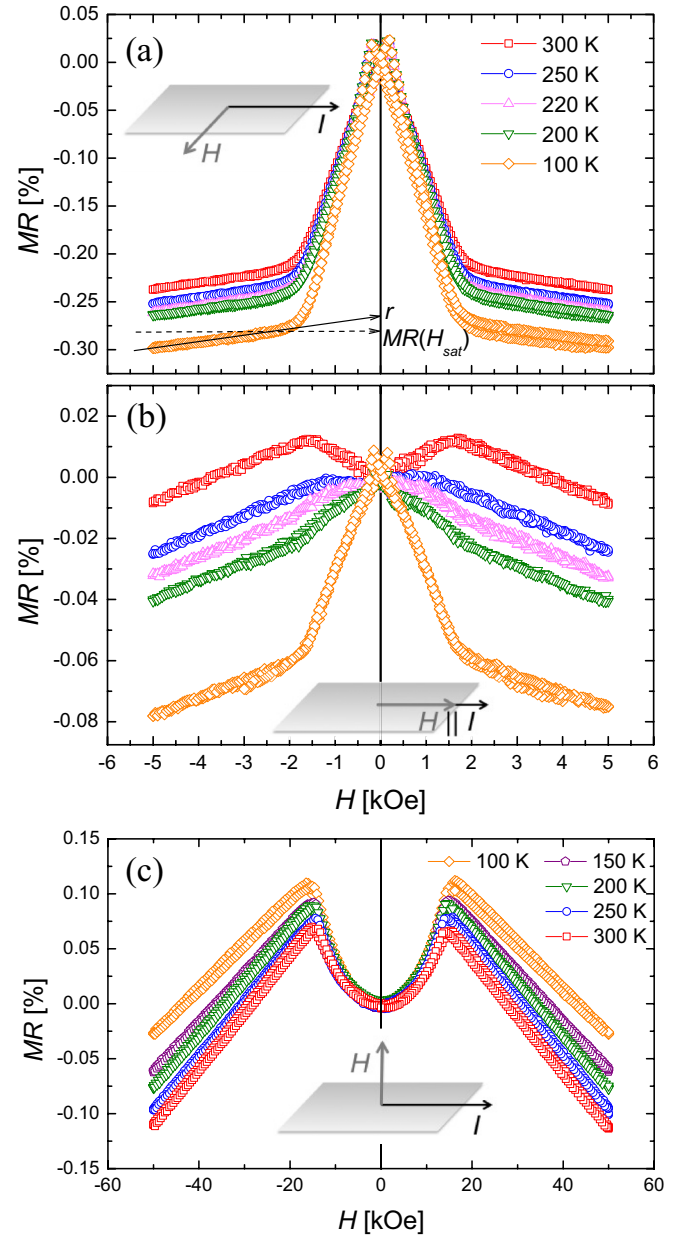 (a)
300 K
250 K
220 K
200 K
100 K
I
H
r
MR(H_sat)
MR [%]
0.05
0.00
-0.05
-0.10
-0.15
-0.20
-0.25
-0.30
(b)
H || I
MR [%]
0.02
0.00
-0.02
-0.04
-0.06
-0.08
-6 -5 -4 -3 -2 -1 0 1 2 3 4 5 6
H [kOe]
(c)
100 K
150 K
200 K
250 K
300 K
H
I
MR [%]
0.15
0.10
0.05
0.00
-0.05
-0.10
-0.15
-60 -40 -20 0 20 40 60
H [kOe]